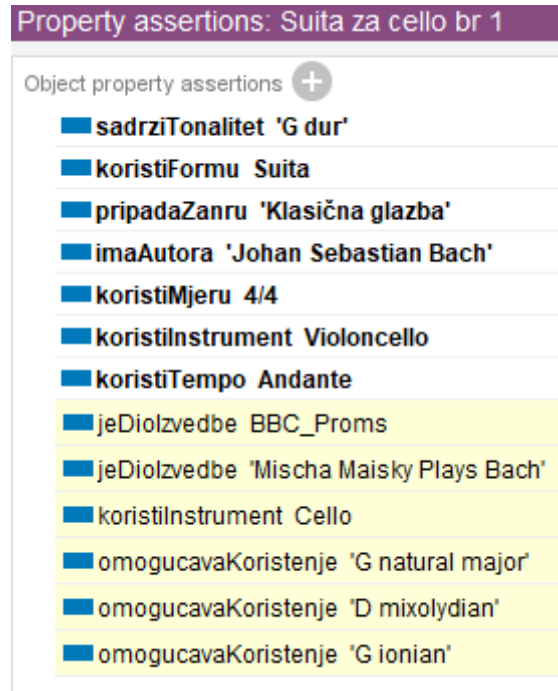 Property assertions: Suita za cello br 1
Object property assertions
sadrziTonalitet 'G dur'
koristiFormu Suita
pripadaZanru 'Klasična glazba'
imaAutora 'Johan Sebastian Bach'
koristiMjeru 4/4
koristiInstrument Violoncello
koristiTempo Andante
jeDioIzvedbe BBC_Proms
jeDioIzvedbe 'Mischa Maisky Plays Bach'
koristiInstrument Cello
omogucavaKoristenje 'G natural major'
omogucavaKoristenje 'D mixolydian'
omogucavaKoristenje 'G ionian'